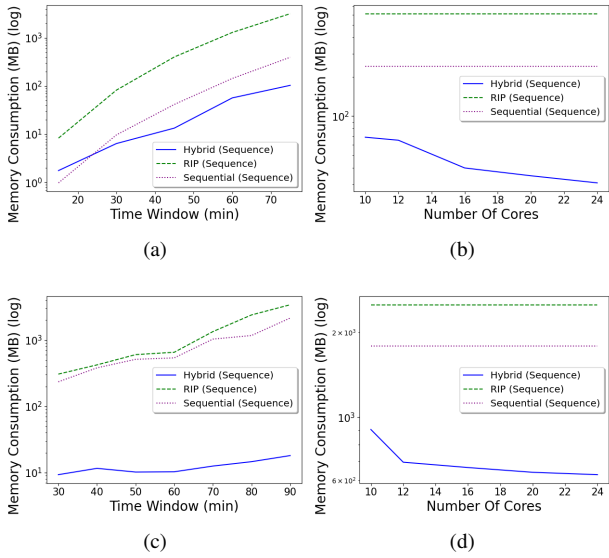 Memory Consumption (MB) (log)
10³
10²
10¹
10⁰
Hybrid (Sequence)
RIP (Sequence)
Sequential (Sequence)
20 30 40 50 60 70
Time Window (min)
(a)
Memory Consumption (MB) (log)
10²
Hybrid (Sequence)
RIP (Sequence)
Sequential (Sequence)
10 12 14 16 18 20 22 24
Number Of Cores
(b)
Memory Consumption (MB) (log)
10³
10²
10¹
Hybrid (Sequence)
RIP (Sequence)
Sequential (Sequence)
30 40 50 60 70 80 90
Time Window (min)
(c)
Memory Consumption (MB) (log)
2×10³
10³
6×10²
Hybrid (Sequence)
RIP (Sequence)
Sequential (Sequence)
10 12 14 16 18 20 22 24
Number Of Cores
(d)